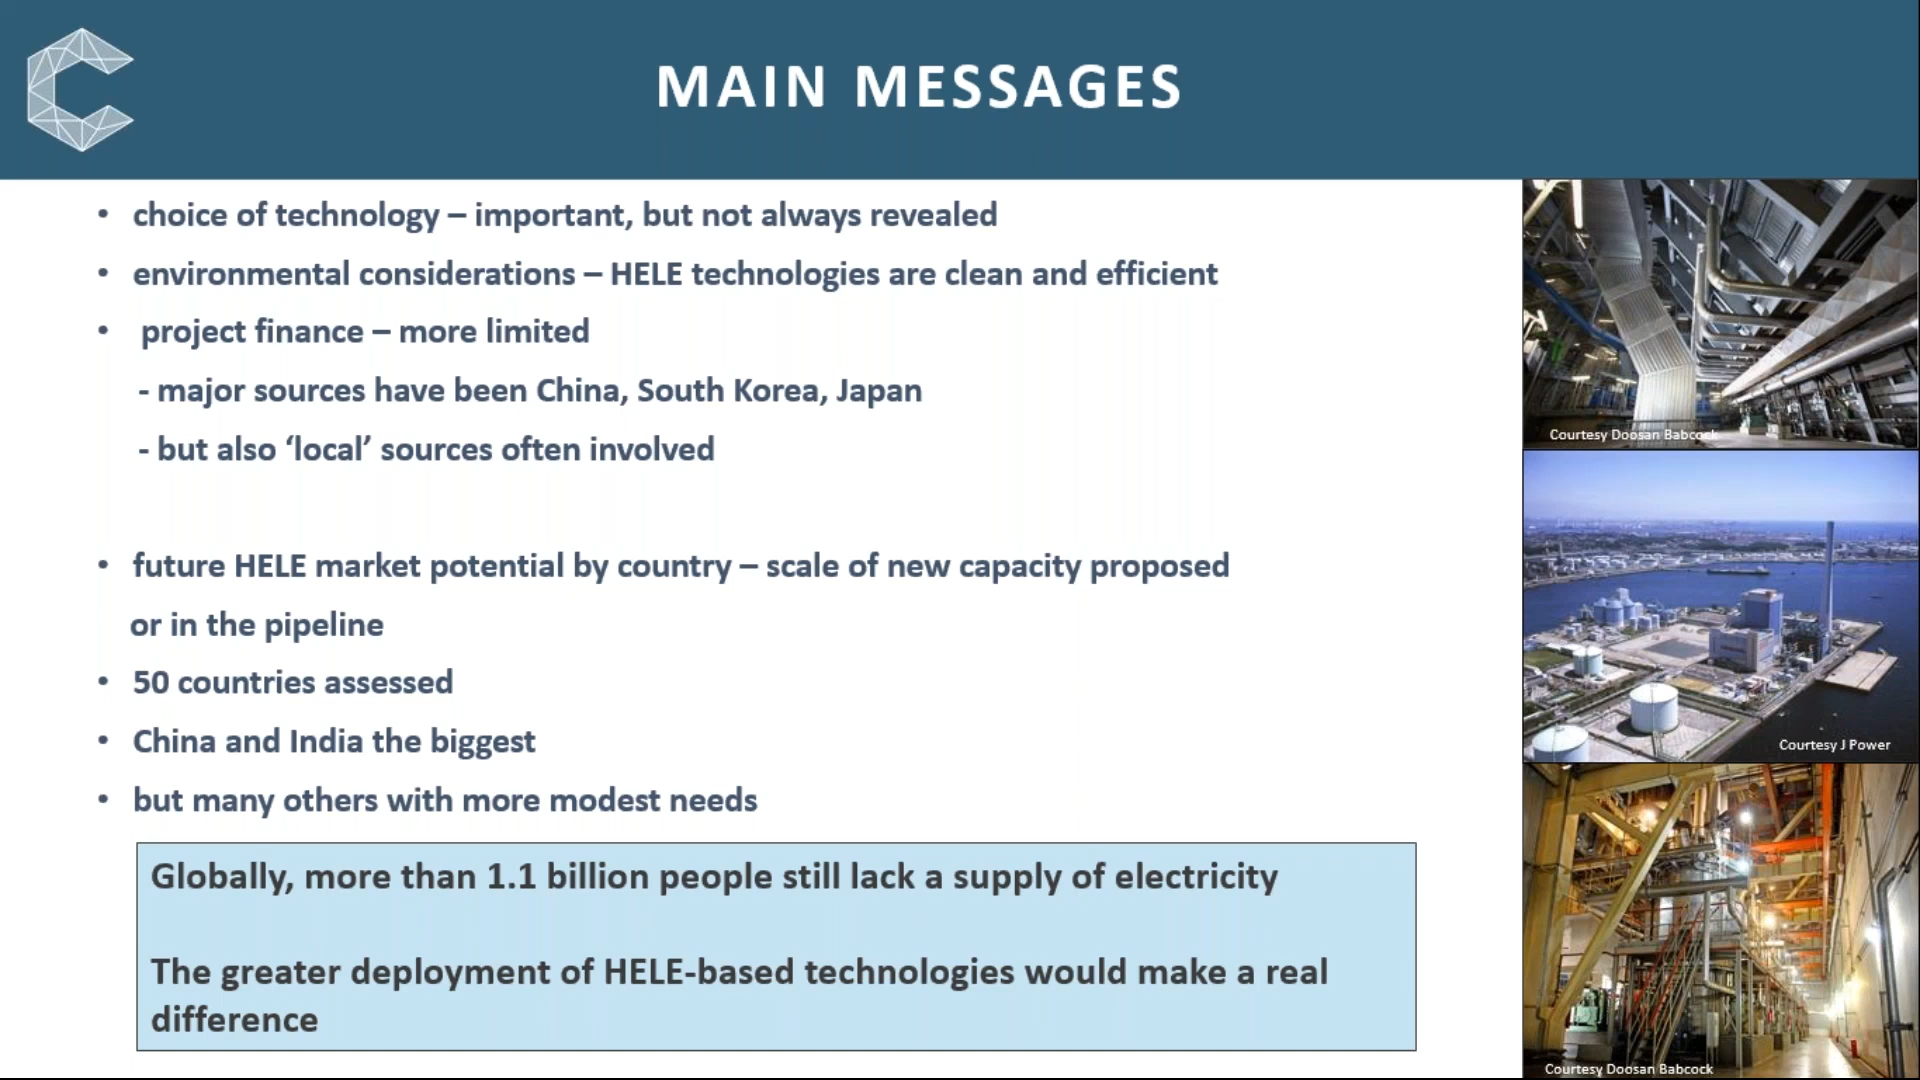 MAIN MESSAGES
• choice of technology – important, but not always revealed
• environmental considerations – HELE technologies are clean and efficient
• project finance – more limited
- major sources have been China, South Korea, Japan
- but also ‘local’ sources often involved
• future HELE market potential by country – scale of new capacity proposed
or in the pipeline
• 50 countries assessed
• China and India the biggest
• but many others with more modest needs
Globally, more than 1.1 billion people still lack a supply of electricity
The greater deployment of HELE-based technologies would make a real
difference
Courtesy Doosan Babcock
Courtesy J Power
Courtesy Doosan Babcock